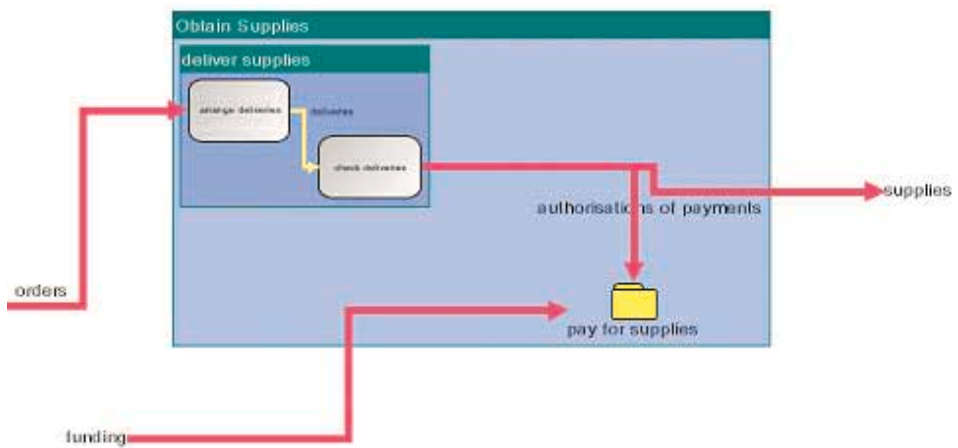 Obtain Supplies
deliver supplies
arrange deliveries
deliveries
check deliveries
supplies
authorisations of payments
orders
pay for supplies
funding